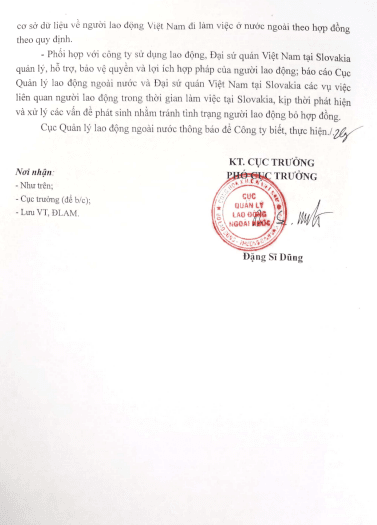 cơ sở dữ liệu về người lao động Việt Nam đi làm việc ở nước ngoài theo hợp đồng
theo quy định.
- Phối hợp với công ty sử dụng lao động, Đại sứ quán Việt Nam tại Slovakia
quản lý, hỗ trợ, bảo vệ quyền và lợi ích hợp pháp của người lao động; báo cáo Cục
Quản lý lao động ngoài nước và Đại sứ quán Việt Nam tại Slovakia các vụ việc
liên quan người lao động trong thời gian làm việc tại Slovakia, kịp thời phát hiện
và xử lý các vấn đề phát sinh nhằm tránh tình trạng người lao động bỏ hợp đồng.
Cục Quản lý lao động ngoài nước thông báo để Công ty biết, thực hiện./.
KT. CỤC TRƯỞNG
PHÓ CỤC TRƯỞNG
Nơi nhận:
- Như trên;
- Cục trưởng (để b/c);
- Lưu VT, ĐLAM.
CỤC
QUẢN LÝ
LAO ĐỘNG
NGOÀI NƯỚC
Đặng Sĩ Dũng